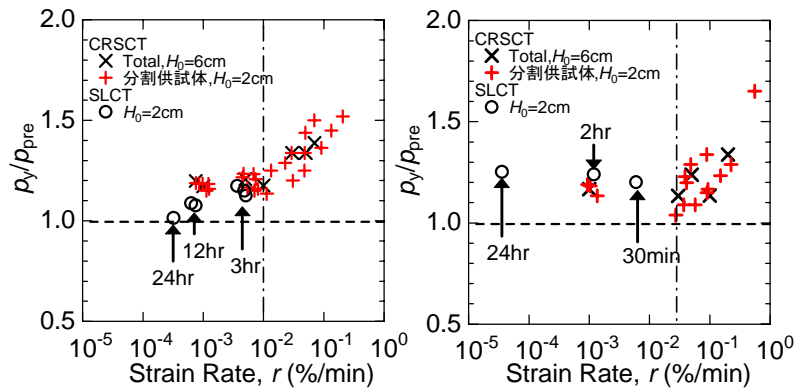 2.0
CRSCT
Total,H₀=6cm
分割供試体,H₀=2cm
SLCT
H₀=2cm
1.5
1.0
0.5
24hr
12hr
3hr
p_y/p_pre
10⁻⁵ 10⁻⁴ 10⁻³ 10⁻² 10⁻¹ 10⁰
Strain Rate, r (%/min)
2.0
CRSCT
Total,H₀=6cm
分割供試体,H₀=2cm
SLCT
H₀=2cm
1.5
1.0
0.5
2hr
24hr
30min
p_y/p_pre
10⁻⁵ 10⁻⁴ 10⁻³ 10⁻² 10⁻¹ 10⁰
Strain Rate, r (%/min)